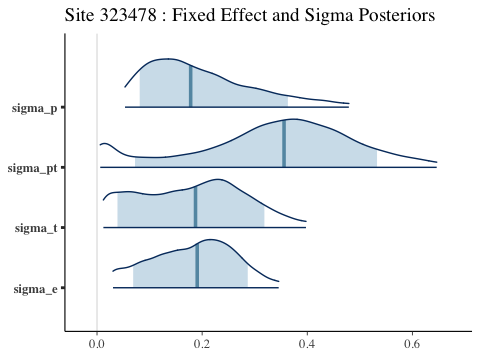 Site 323478 : Fixed Effect and Sigma Posteriors
sigma_p
sigma_pt
sigma_t
sigma_e
0.0 0.2 0.4 0.6